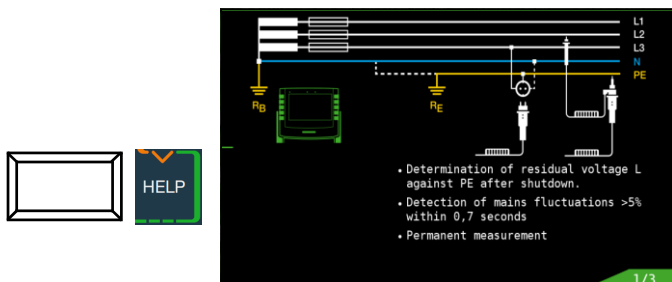 HELP
L1
L2
L3
N
PE
RB
RE
• Determination of residual voltage L
against PE after shutdown.
• Detection of mains fluctuations >5%
within 0,7 seconds
• Permanent measurement
1/3